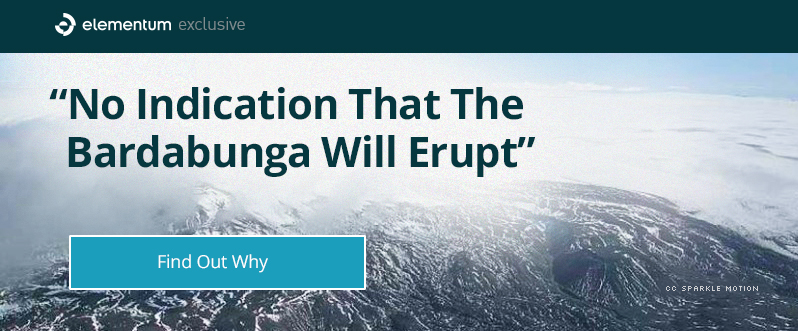 elementum exclusive
“No Indication That The
Bardabunga Will Erupt”
Find Out Why
CC SPARKLE MOTION